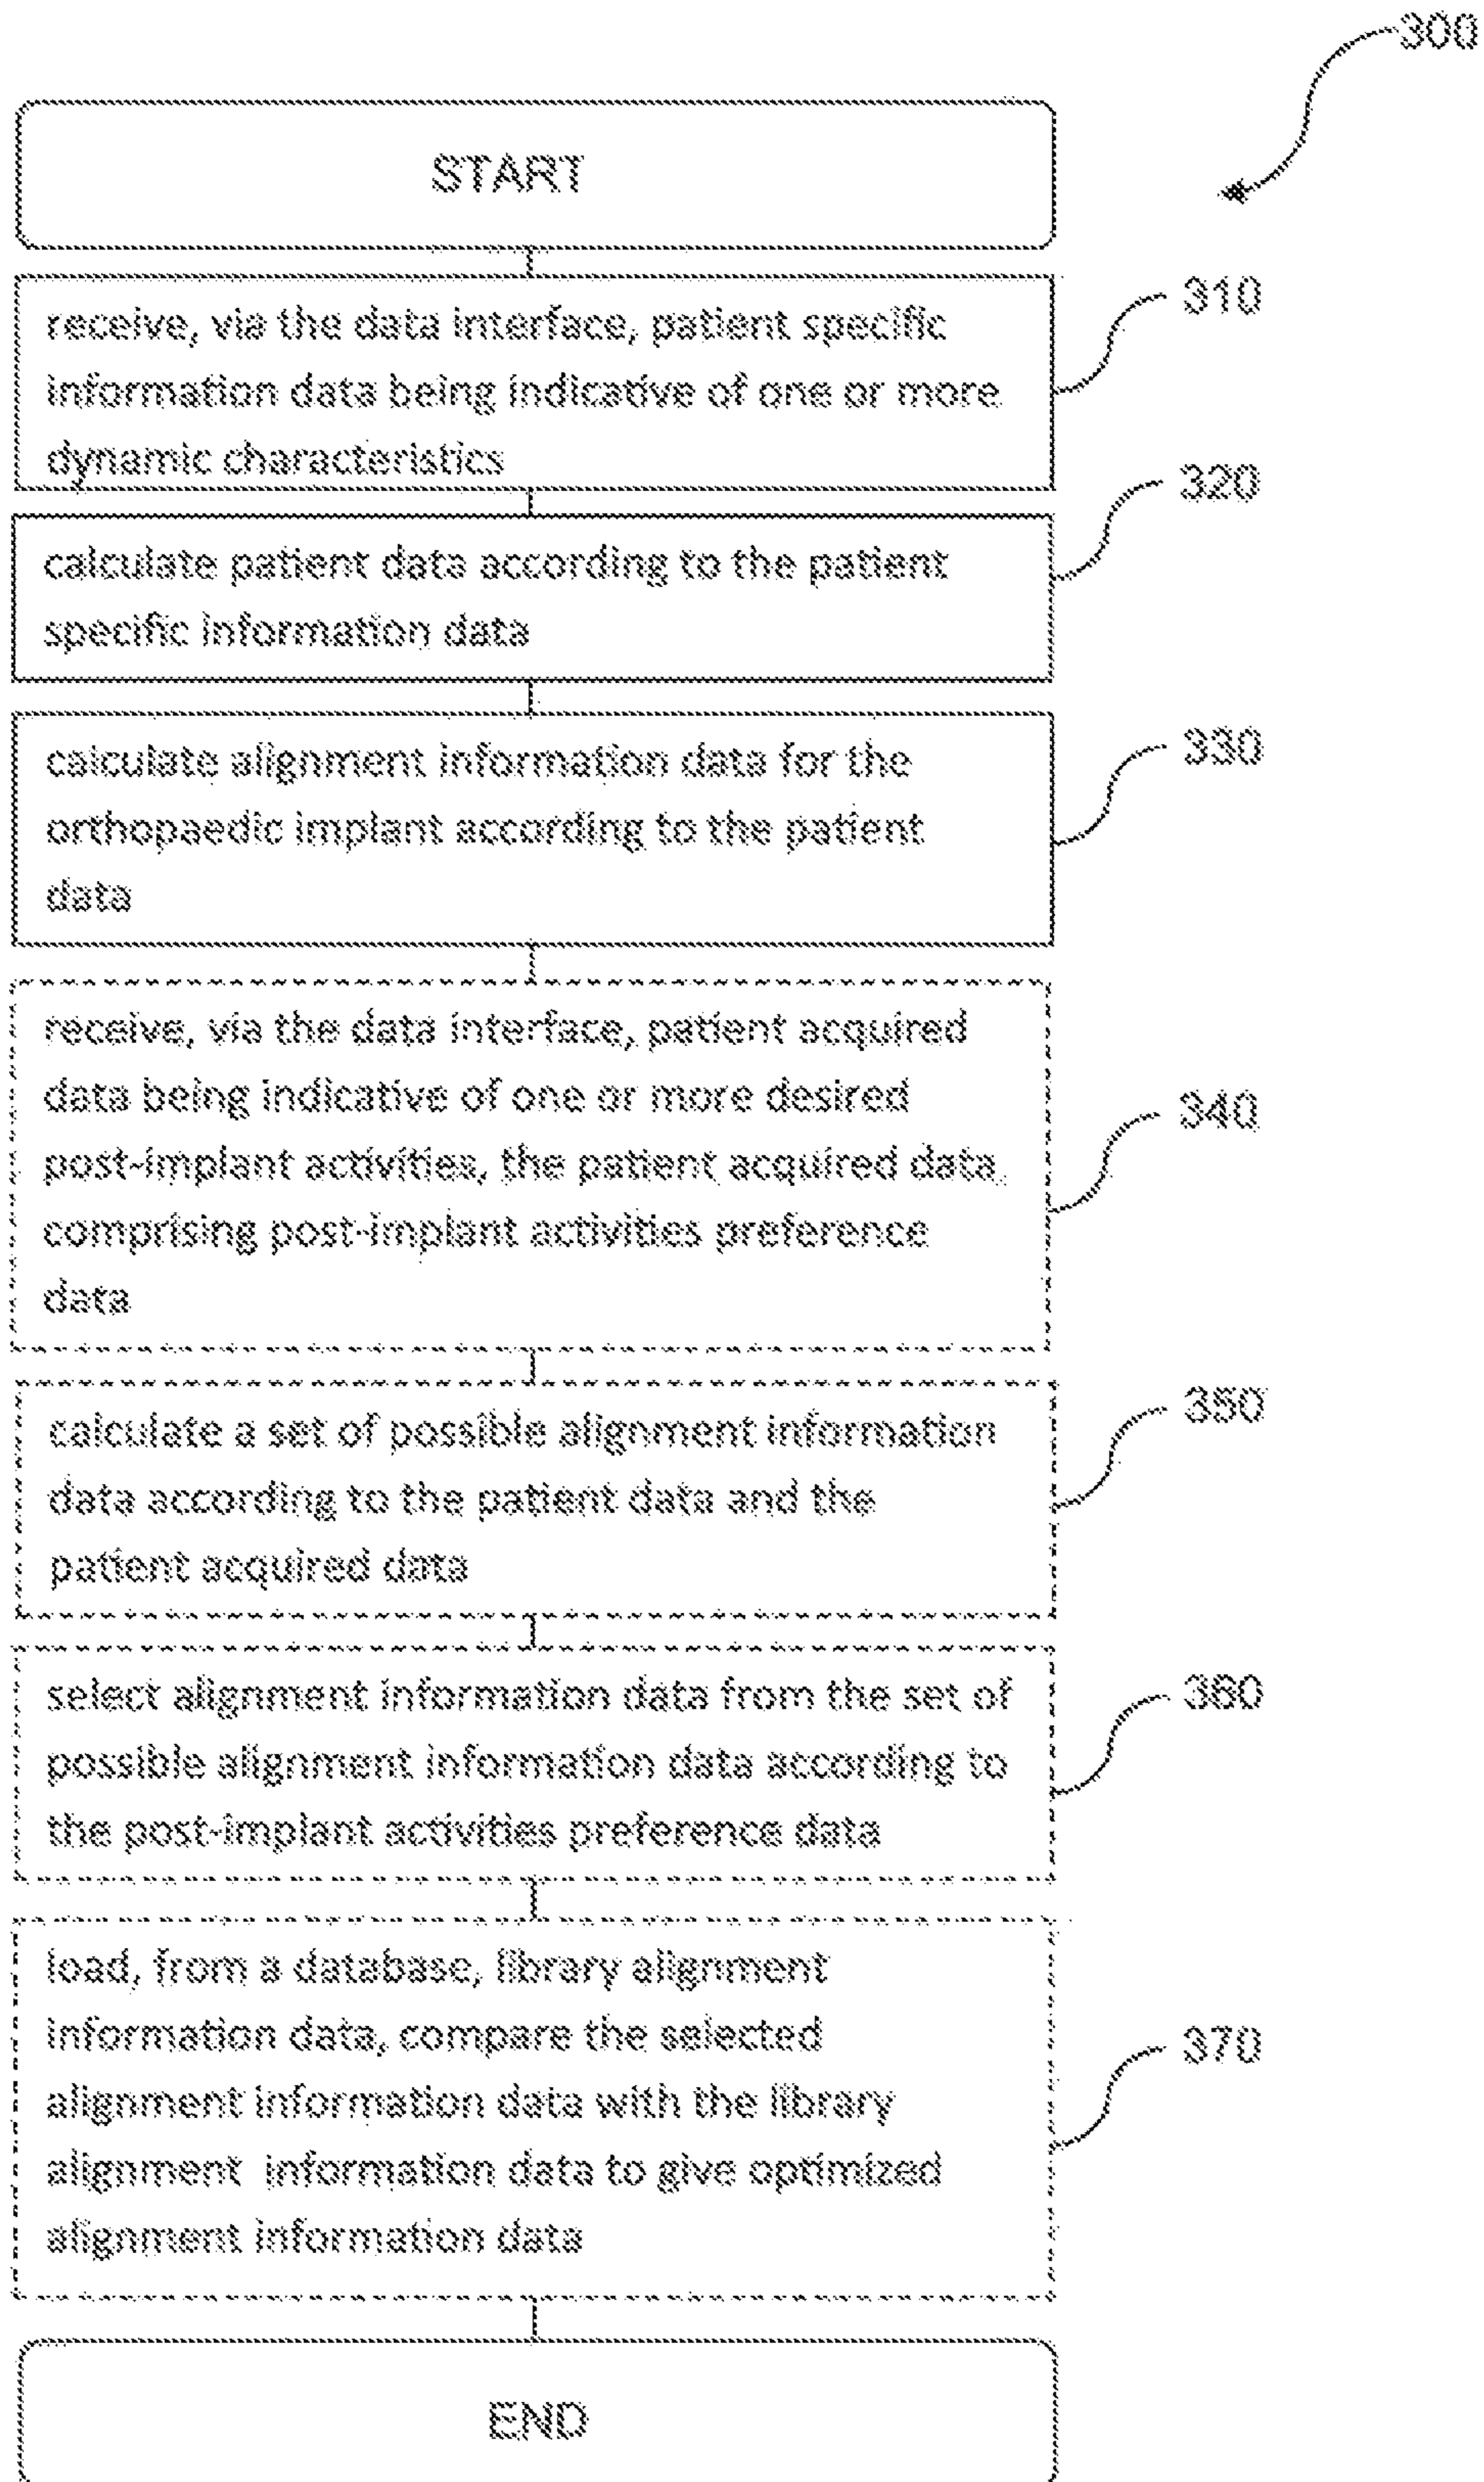 300
START
receive, via the data interface, patient specific
information data being indicative of one or more
dynamic characteristics
310
calculate patient data according to the patient
specific information data
320
calculate alignment information data for the
orthopaedic implant according to the patient
data
330
receive, via the data interface, patient acquired
data being indicative of one or more desired
post-implant activities, the patient acquired data
comprising post-implant activities preference
data
340
calculate a set of possible alignment information
data according to the patient data and the
patient acquired data
350
select alignment information data from the set of
possible alignment information data according to
the post-implant activities preference data
360
load, from a database, library alignment
information data, compare the selected
alignment information data with the library
alignment information data to give optimized
alignment information data
370
END